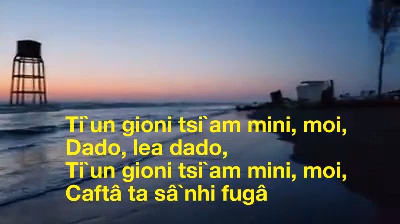 Ti`un gioni tsi`am mini, moi,
Dado, lea dado,
Ti`un gioni tsi`am mini, moi,
Caftâ ta sâ`nhi fugâ